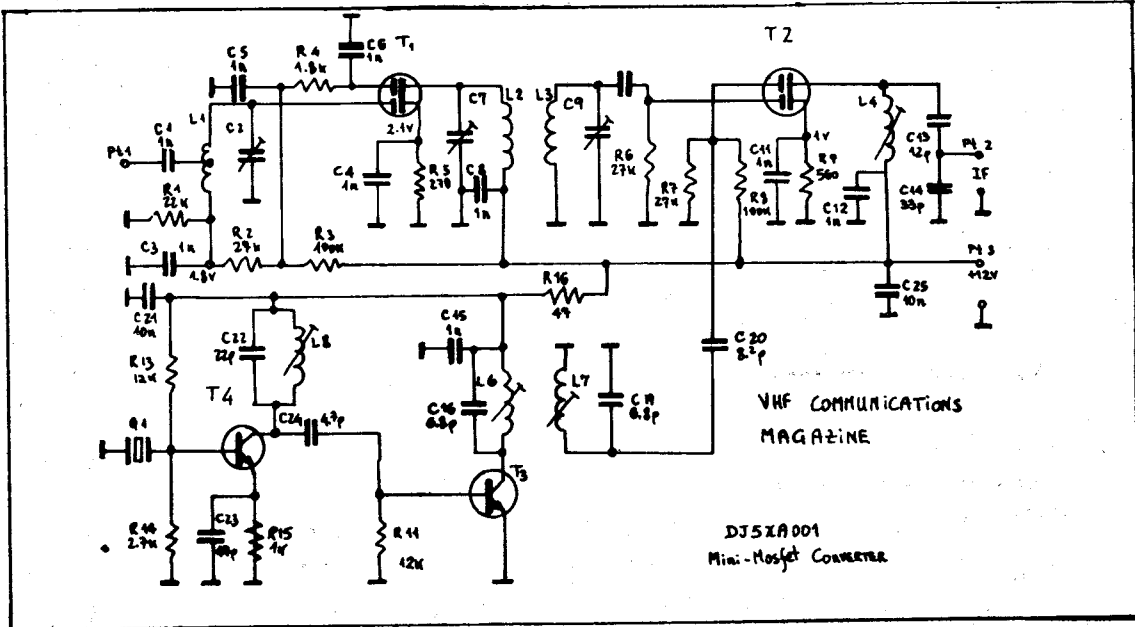 C6
1n
T1
T2
C5
1n
R4
1.8k
L1
C2
C7
L2
L3
C9
L4
C1
1n
Pt1
2.1V
1V
C13
12p
Pt 2
IF
C4
1n
R5
270
C8
1n
R6
27k
R7
27k
R8
100k
C11
1n
R9
560
C12
1n
C14
33p
R1
22k
C3
1n
1.8V
R2
27k
R3
100k
Pt 3
+12V
R16
47
C25
10n
C21
10n
C22
22p
L8
C15
1n
R13
12k
T4
L6
C16
6.8p
L7
C19
6.8p
C20
8.2p
C24
4.7p
Q1
T3
VHF COMMUNICATIONS
MAGAZINE
R14
2.7k
C23
R15
1k
R11
12k
DJ5XA001
Mini-Mosfet CONVERTER